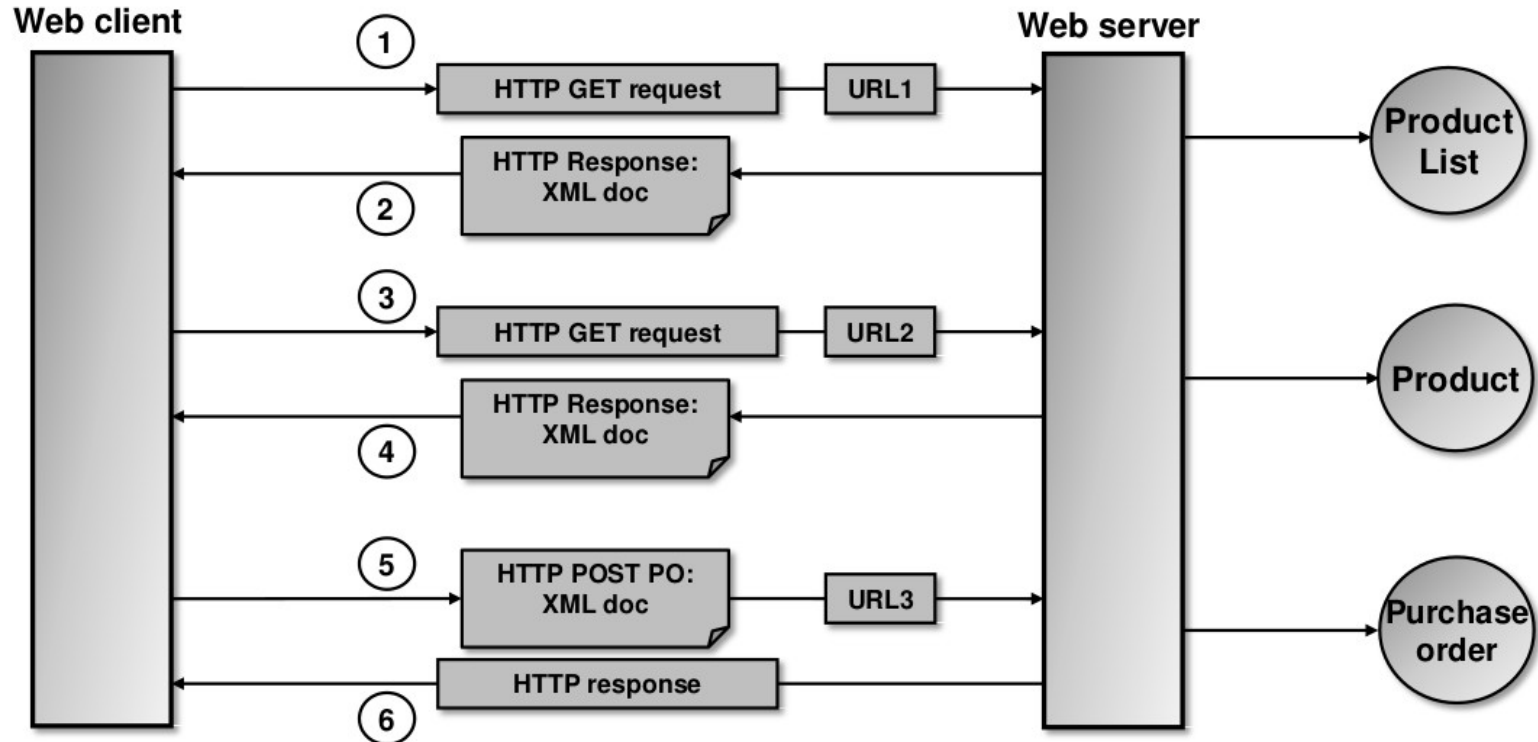 Web client
Web server
1
HTTP GET request
URL1
Product
List
HTTP Response:
XML doc
2
3
HTTP GET request
URL2
Product
HTTP Response:
XML doc
4
5
HTTP POST PO:
XML doc
URL3
Purchase
order
HTTP response
6